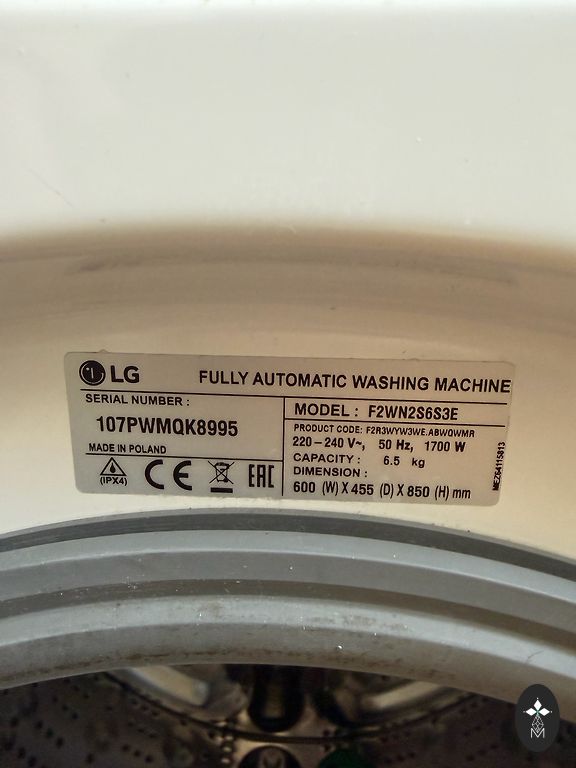 LG FULLY AUTOMATIC WASHING MACHINE
SERIAL NUMBER :
107PWMQK8995
MADE IN POLAND
(IPX4) CE EAC
MODEL : F2WN2S6S3E
PRODUCT CODE: F2R3WYW3WE.ABWQWMR
220-240 V~, 50 Hz, 1700 W
CAPACITY : 6.5 kg
DIMENSION :
600 (W) X 455 (D) X 850 (H) mm
MEZ64115813
M